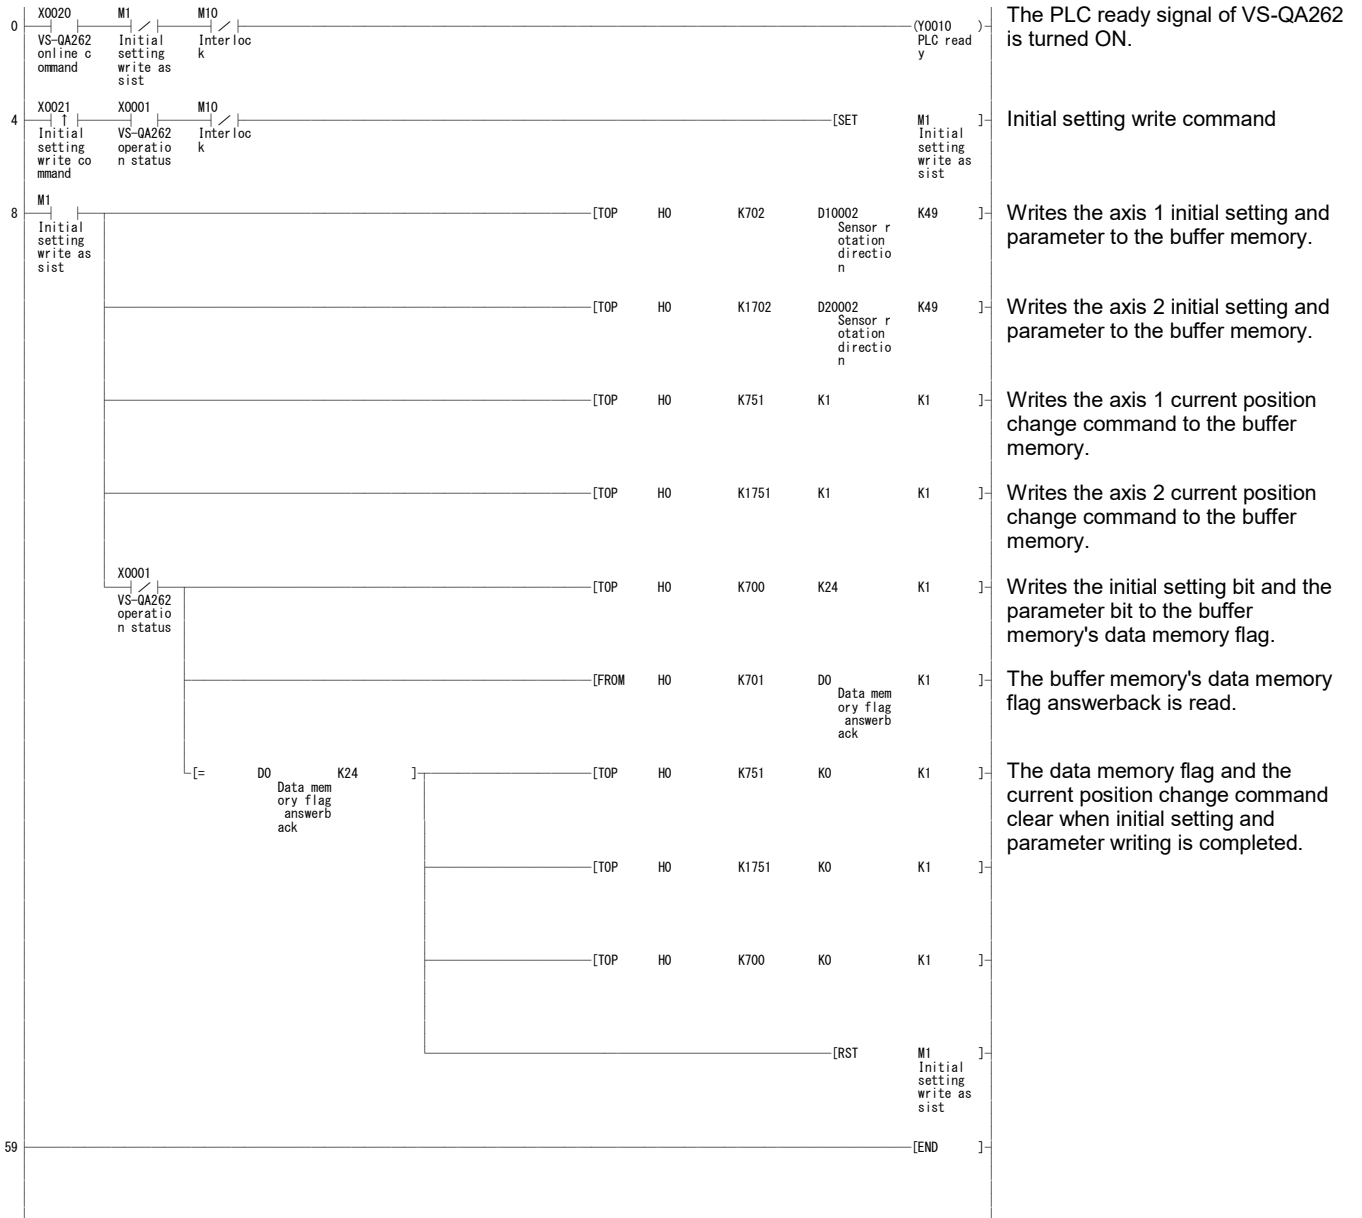 X0020 M1 M10
0 (Y0010 )
VS-QA262 Initial Interloc PLC read
online c setting k y
ommand write as
sist
The PLC ready signal of VS-QA262
is turned ON.
X0021 X0001 M10
4 ↑ [SET M1 ]
Initial VS-QA262 Interloc Initial
setting operatio k setting
write co n status write as
mmand sist
Initial setting write command
M1
8 [TOP H0 K702 D10002 K49 ]
Initial Sensor r
setting otation
write as directio
sist n
Writes the axis 1 initial setting and
parameter to the buffer memory.
[TOP H0 K1702 D20002 K49 ]
Sensor r
otation
directio
n
Writes the axis 2 initial setting and
parameter to the buffer memory.
[TOP H0 K751 K1 K1 ]
Writes the axis 1 current position
change command to the buffer
memory.
[TOP H0 K1751 K1 K1 ]
Writes the axis 2 current position
change command to the buffer
memory.
X0001
[TOP H0 K700 K24 K1 ]
VS-QA262
operatio
n status
Writes the initial setting bit and the
parameter bit to the buffer
memory's data memory flag.
[FROM H0 K701 D0 K1 ]
Data mem
ory flag
answerb
ack
The buffer memory's data memory
flag answerback is read.
[= D0 K24 ] [TOP H0 K751 K0 K1 ]
Data mem
ory flag
answerb
ack
The data memory flag and the
current position change command
clear when initial setting and
parameter writing is completed.
[TOP H0 K1751 K0 K1 ]
[TOP H0 K700 K0 K1 ]
[RST M1 ]
Initial
setting
write as
sist
59 [END ]